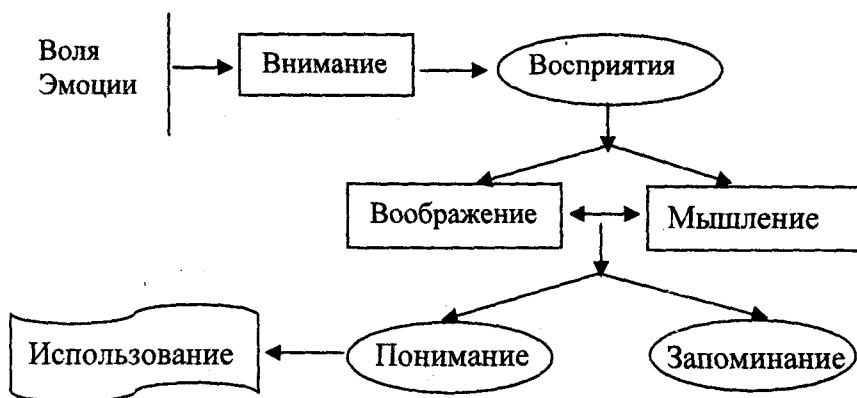 Воля
Эмоции
Внимание
Восприятия
Воображение
Мышление
Использование
Понимание
Запоминание